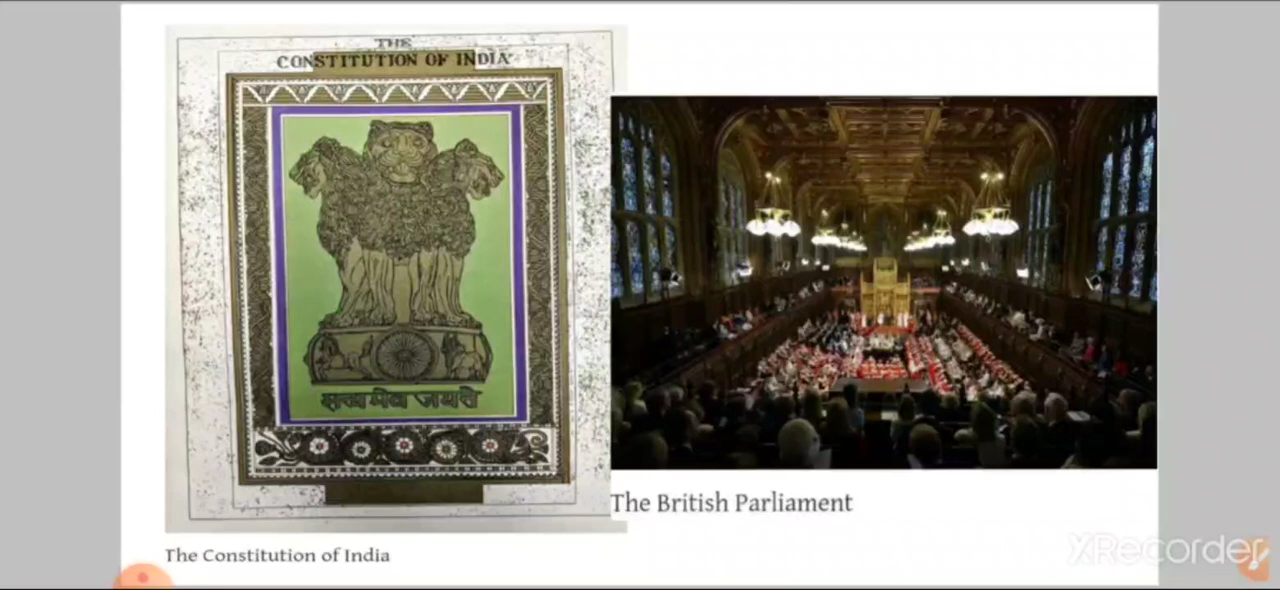 THE
CONSTITUTION OF INDIA
सत्यमेव जयते
The British Parliament
The Constitution of India
XRecorder